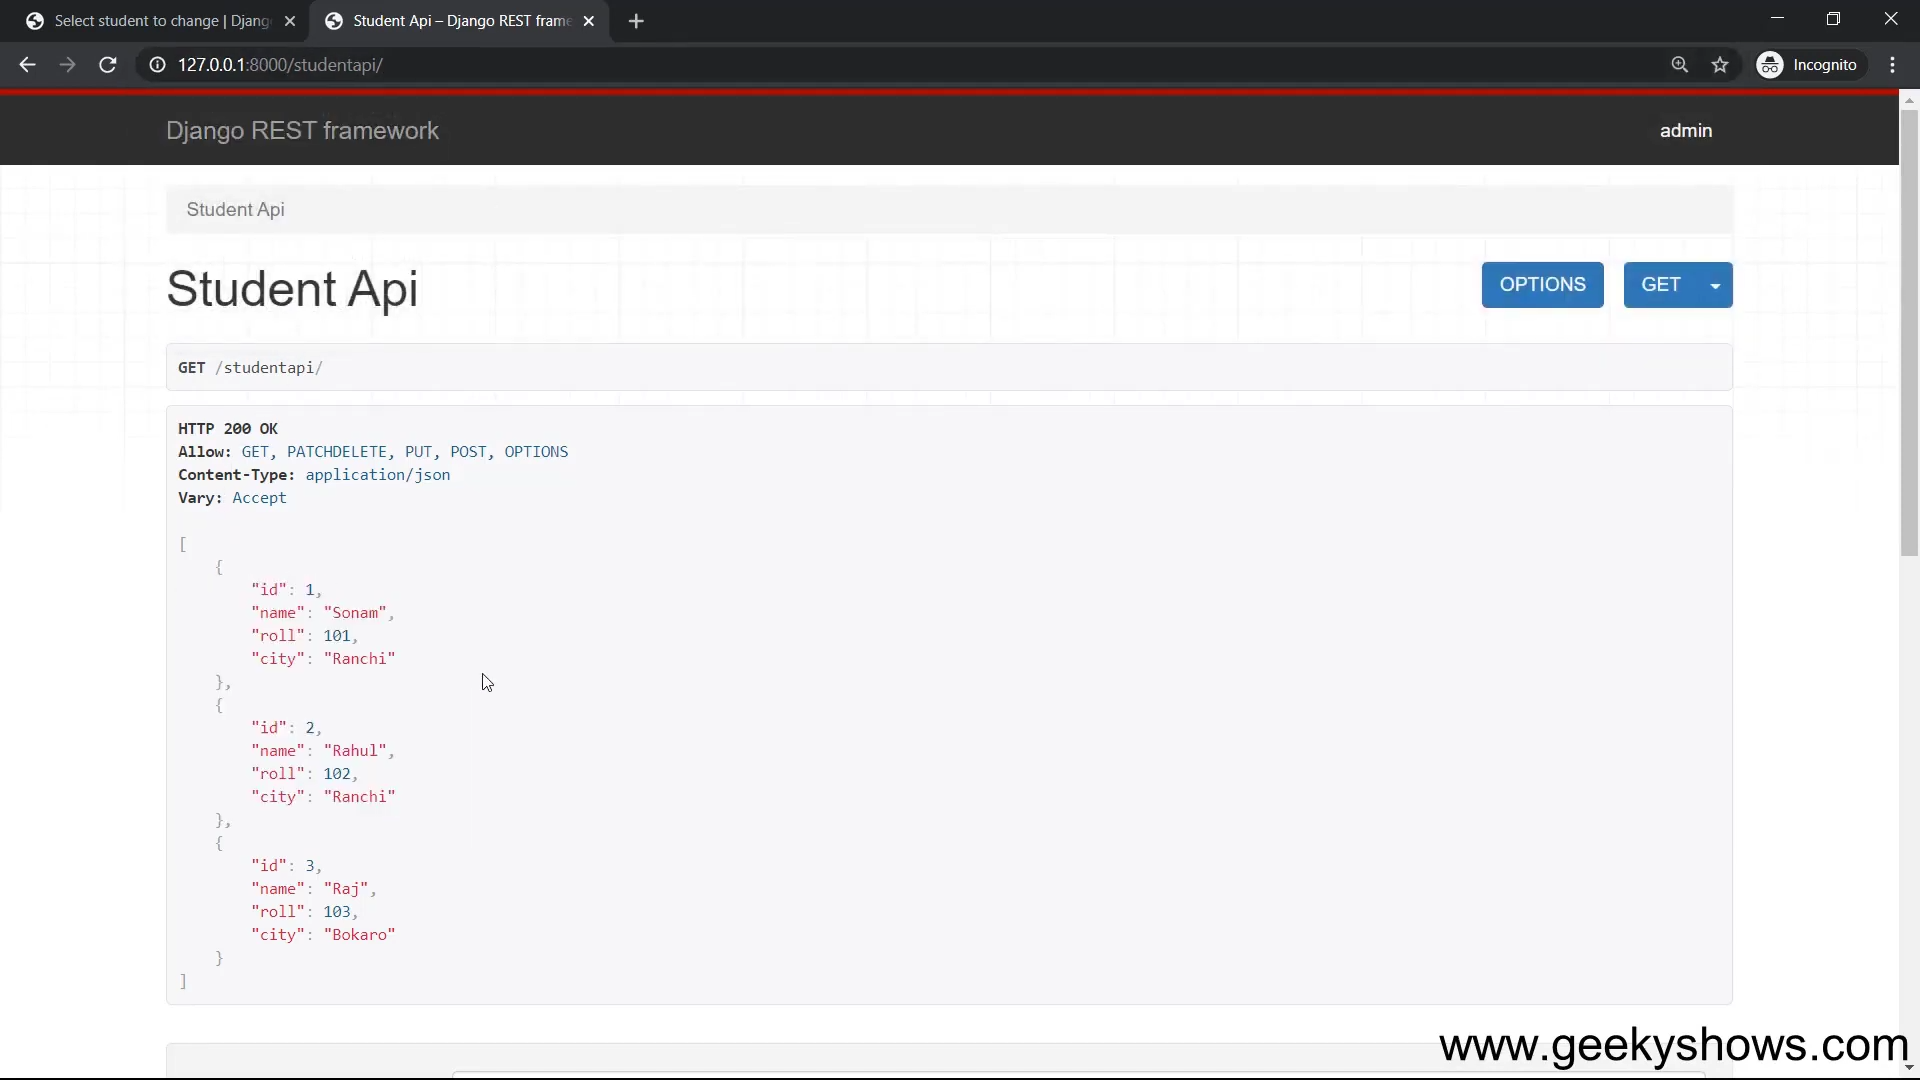 Select student to change | Djang
Student Api – Django REST frame
127.0.0.1:8000/studentapi/
Incognito
Django REST framework
admin
Student Api
Student Api
OPTIONS
GET
GET /studentapi/
HTTP 200 OK
Allow: GET, PATCHDELETE, PUT, POST, OPTIONS
Content-Type: application/json
Vary: Accept
[
{
"id": 1,
"name": "Sonam",
"roll": 101,
"city": "Ranchi"
},
{
"id": 2,
"name": "Rahul",
"roll": 102,
"city": "Ranchi"
},
{
"id": 3,
"name": "Raj",
"roll": 103,
"city": "Bokaro"
}
]
www.geekyshows.com